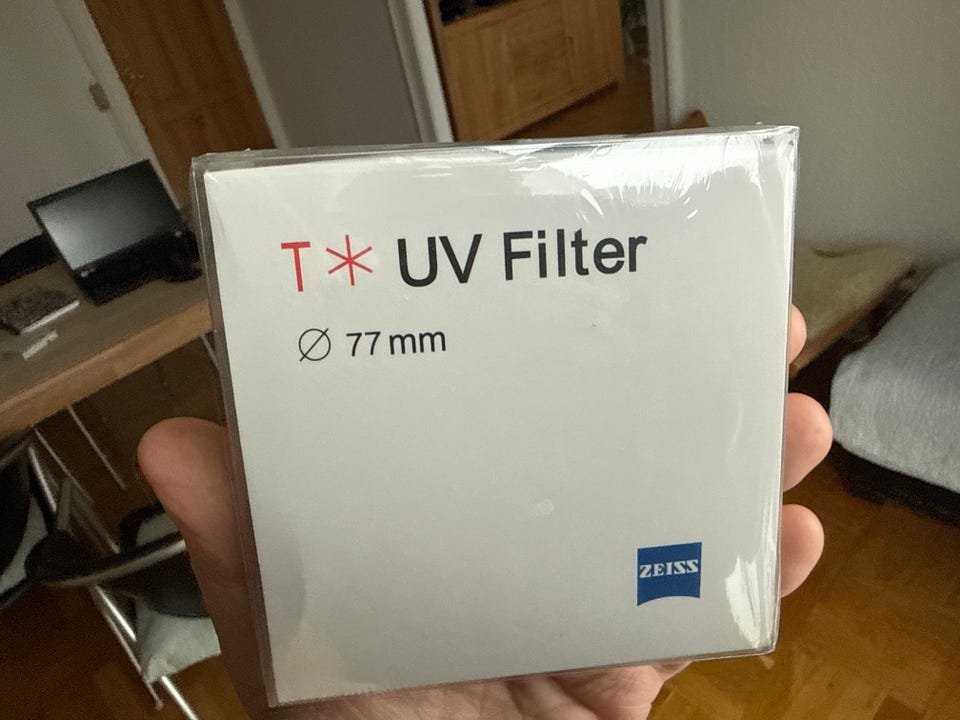 T* UV Filter
Ø 77 mm
ZEISS